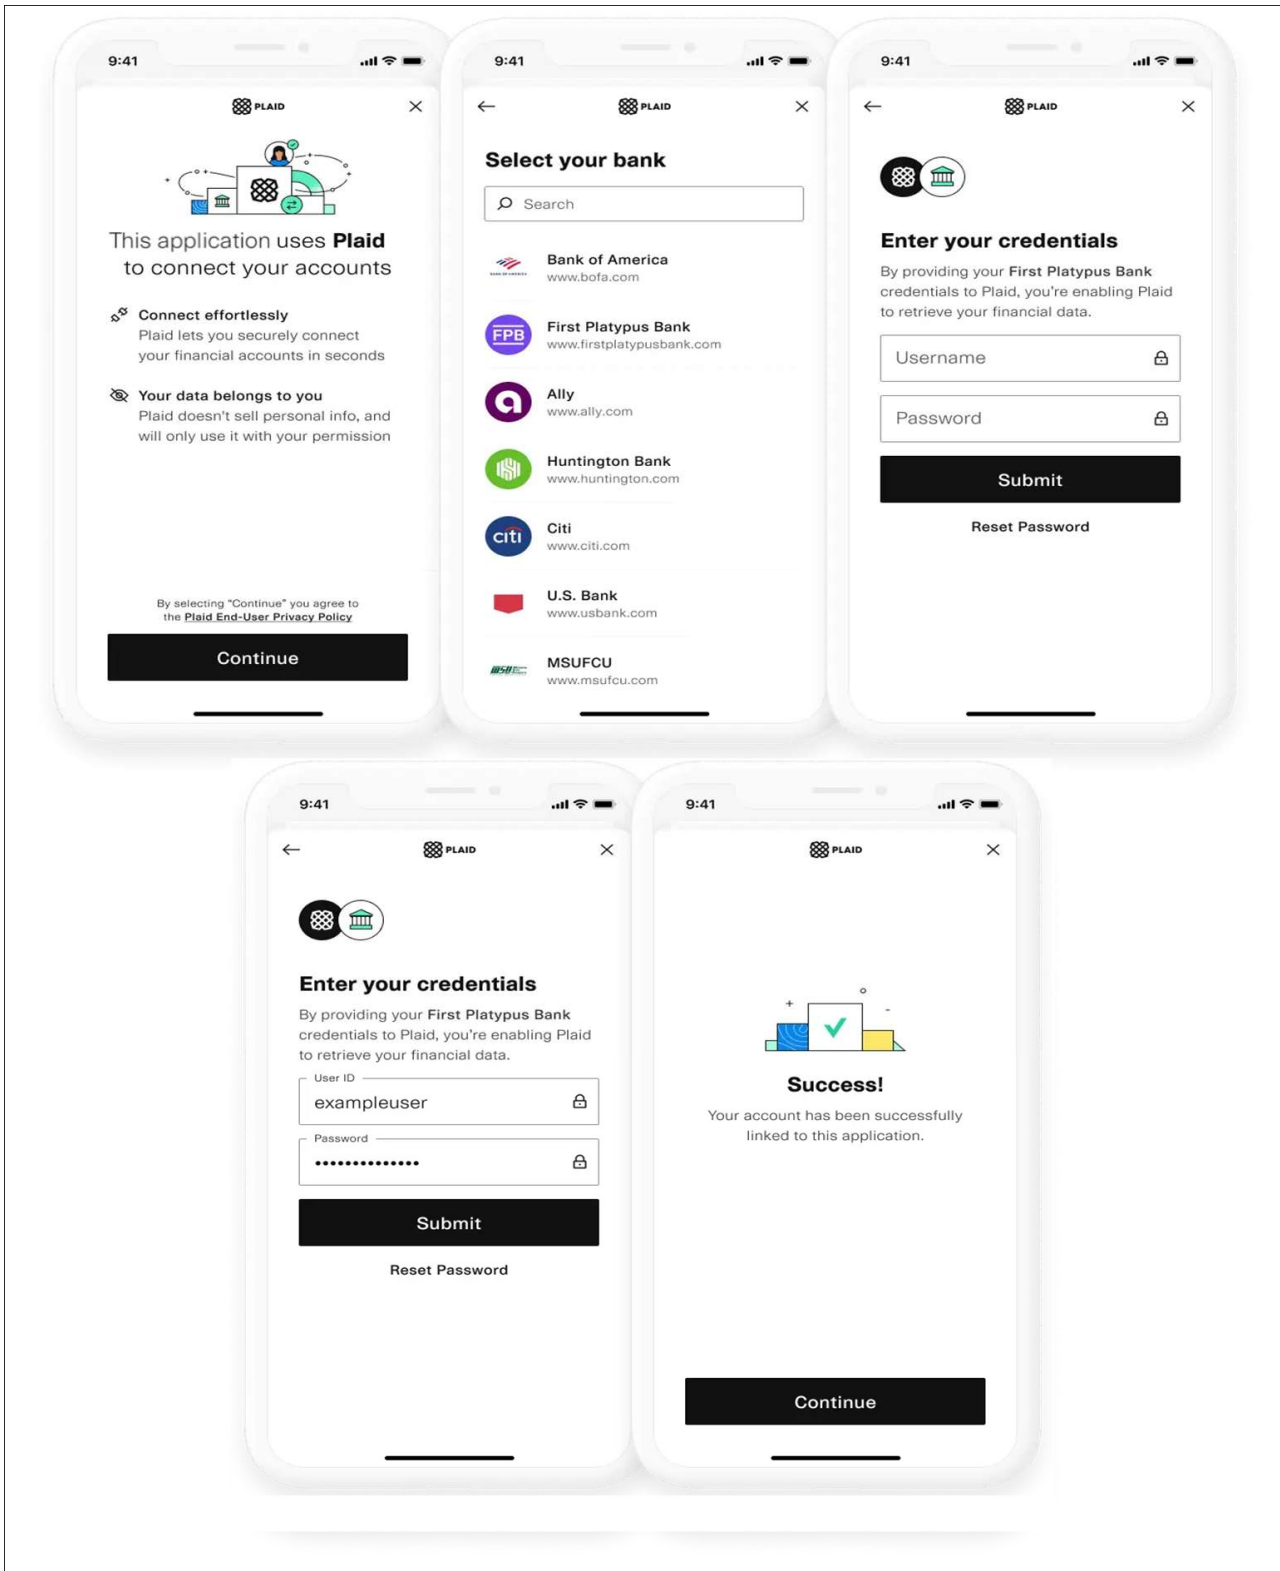 9:41
PLAID
This application uses Plaid
to connect your accounts
Connect effortlessly
Plaid lets you securely connect
your financial accounts in seconds
Your data belongs to you
Plaid doesn't sell personal info, and
will only use it with your permission
By selecting "Continue" you agree to
the Plaid End-User Privacy Policy
Continue
9:41
PLAID
Select your bank
Search
BANK OF AMERICA
Bank of America
www.bofa.com
FPB
First Platypus Bank
www.firstplatypusbank.com
Ally
www.ally.com
Huntington Bank
www.huntington.com
citi
Citi
www.citi.com
U.S. Bank
www.usbank.com
MSUFCU
www.msufcu.com
9:41
PLAID
Enter your credentials
By providing your First Platypus Bank
credentials to Plaid, you're enabling Plaid
to retrieve your financial data.
Username
Password
Submit
Reset Password
9:41
PLAID
Enter your credentials
By providing your First Platypus Bank
credentials to Plaid, you're enabling Plaid
to retrieve your financial data.
User ID
exampleuser
Password
••••••••••••••
Submit
Reset Password
9:41
PLAID
Success!
Your account has been successfully
linked to this application.
Continue